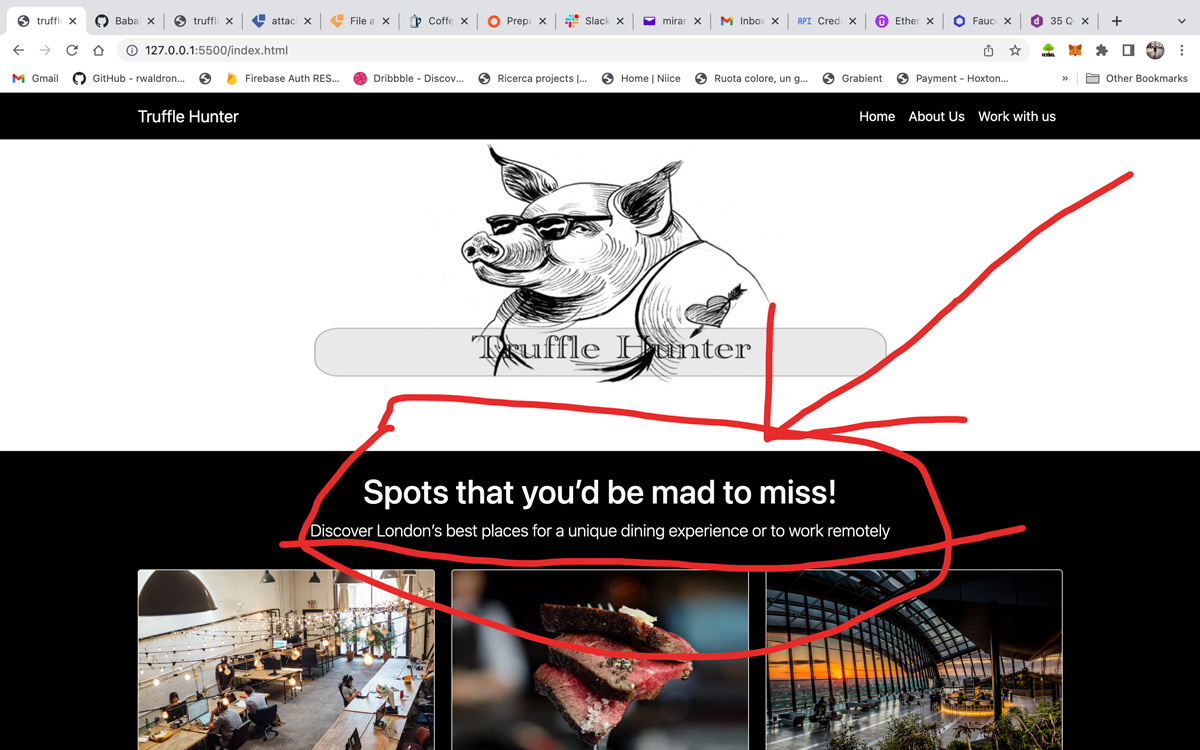 truffl
Baba
truffl
attac
File a
Coffe
Prepa
Slac
miran
Inbox
API Crede
Ether
Fauc
35 Q
127.0.0.1:5500/index.html
Gmail
GitHub - rwaldron...
Firebase Auth RES...
Dribbble - Discov...
Ricerca projects |...
Home | Niice
Ruota colore, un g...
Grabient
Payment - Hoxton...
»
Other Bookmarks
Truffle Hunter
Home About Us Work with us
Truffle Hunter
Spots that you'd be mad to miss!
Discover London's best places for a unique dining experience or to work remotely